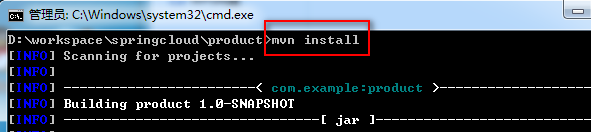 管理员: C:\Windows\system32\cmd.exe
D:\workspace\springcloud\product>mvn install
[INFO] Scanning for projects...
[INFO]
[INFO] ------------------------< com.example:product >-------------------------
[INFO] Building product 1.0-SNAPSHOT
[INFO] --------------------------------[ jar ]---------------------------------